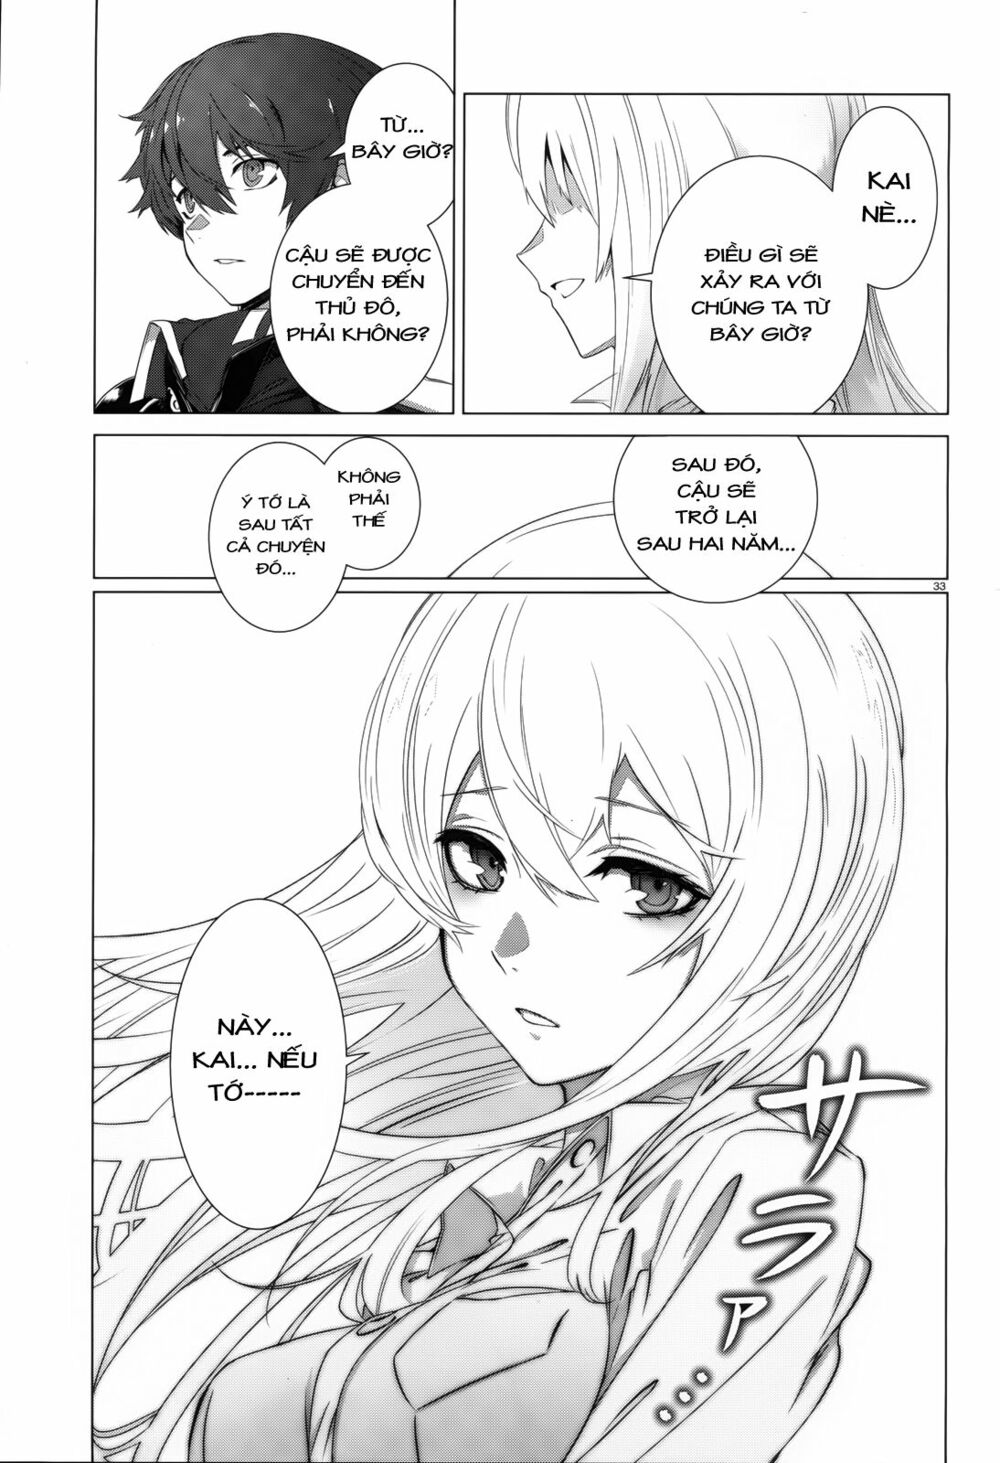 KAI
NÈ...
ĐIỀU GÌ SẼ
XẢY RA VỚI
CHÚNG TA TỪ
BÂY GIỜ?
TỪ...
BÂY GIỜ?
CẬU SẼ ĐƯỢC
CHUYỂN ĐẾN
THỦ ĐÔ,
PHẢI KHÔNG?
SAU ĐÓ,
CẬU SẼ
TRỞ LẠI
SAU HAI NĂM...
KHÔNG
PHẢI
THẾ
Ý TỚ LÀ
SAU TẤT
CẢ CHUYỆN
ĐÓ...
33
NÀY...
KAI... NẾU
TỚ-----
サラァ…